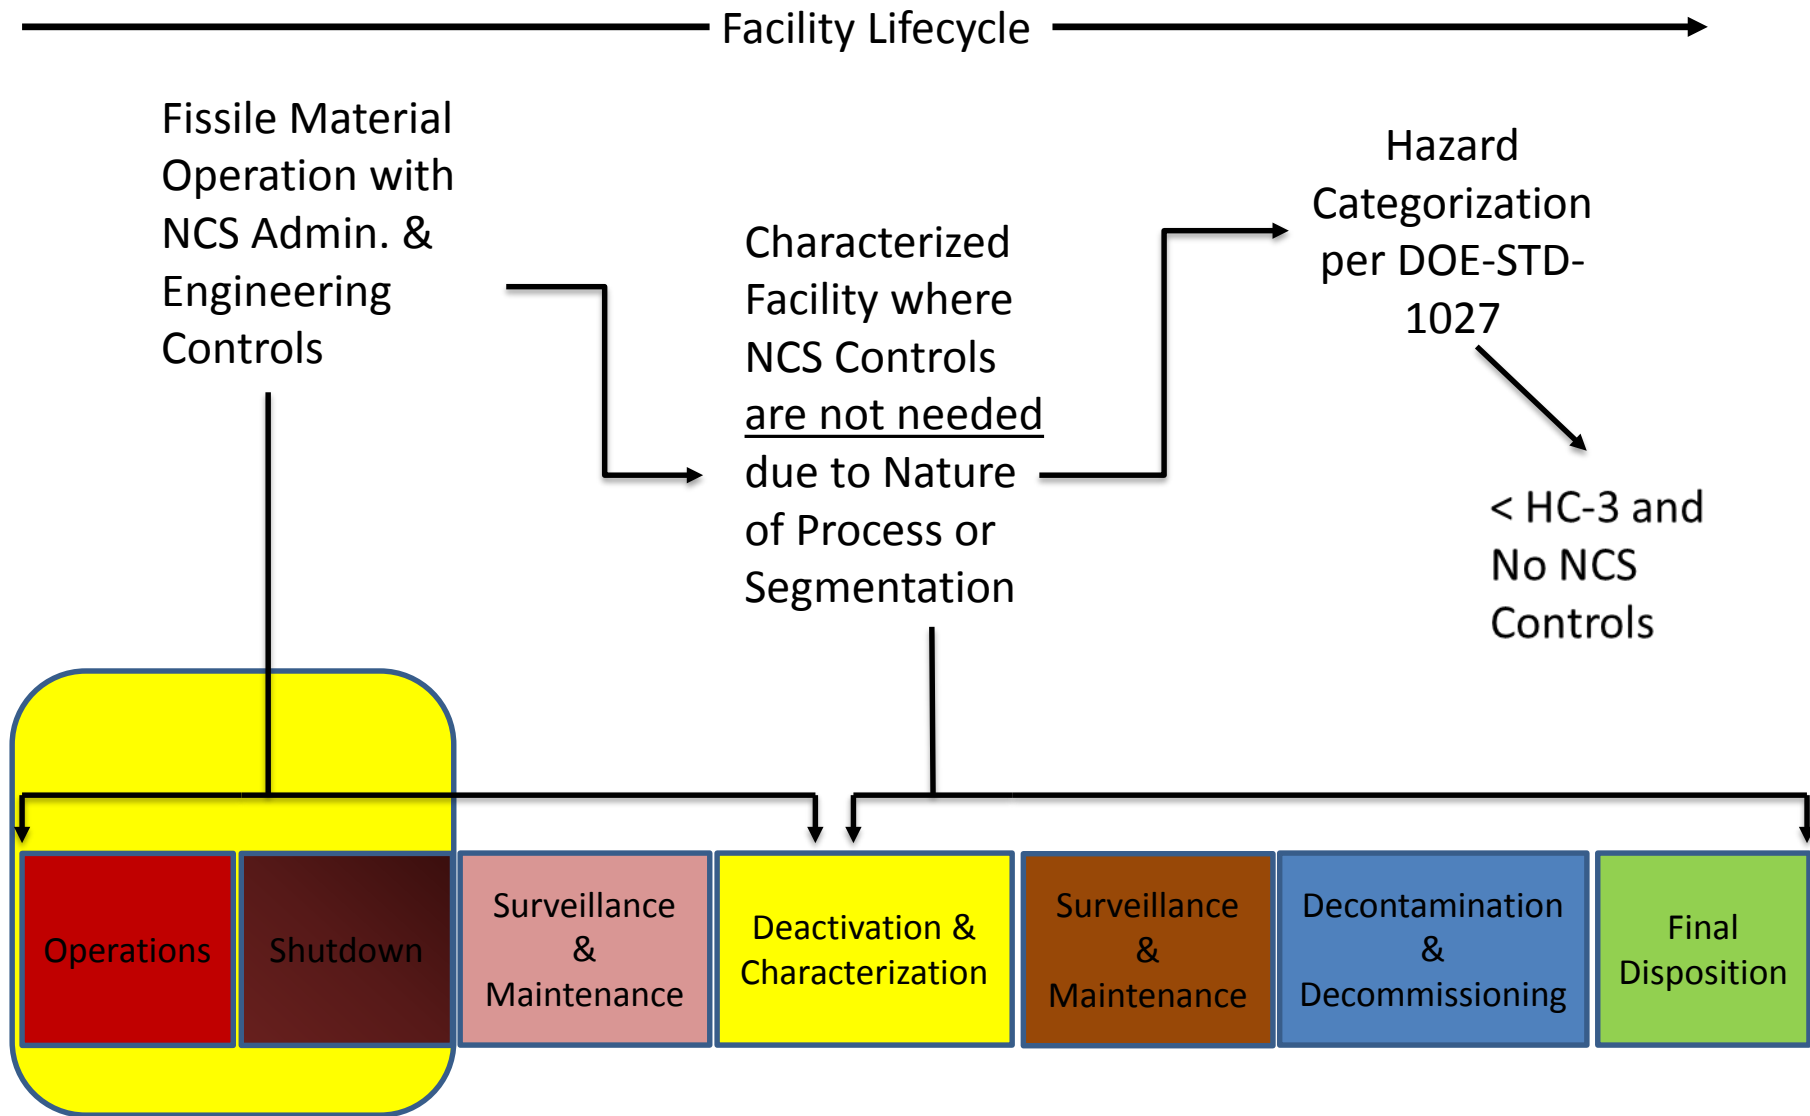 Facility Lifecycle
Fissile Material
Operation with
NCS Admin. &
Engineering
Controls
Characterized
Facility where
NCS Controls
are not needed
due to Nature
of Process or
Segmentation
Hazard
Categorization
per DOE-STD-
1027
< HC-3 and
No NCS
Controls
Operations
Shutdown
Surveillance
&
Maintenance
Deactivation &
Characterization
Surveillance
&
Maintenance
Decontamination
&
Decommissioning
Final
Disposition